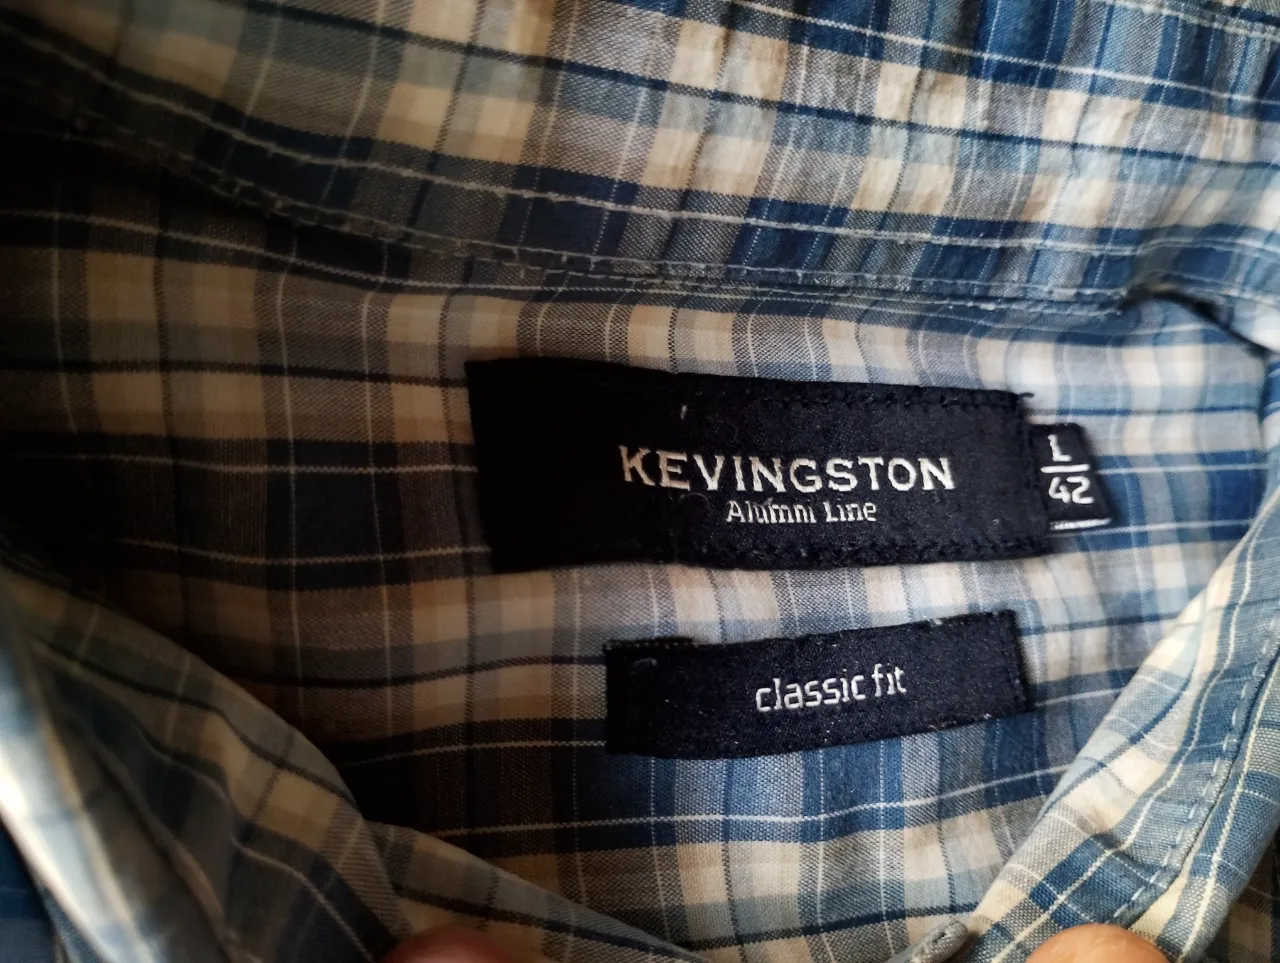 KEVINGSTON
Alumni Line
L
42
classic fit